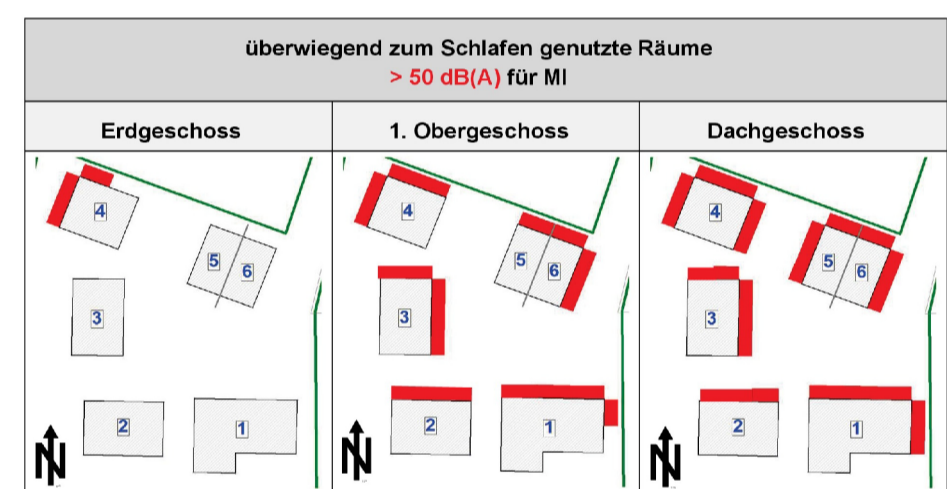 überwiegend zum Schlafen genutzte Räume
> 50 dB(A) für MI
Erdgeschoss
1. Obergeschoss
Dachgeschoss
4
5
6
3
2
1
N
4
5
6
3
2
1
N
4
5
6
3
2
1
N